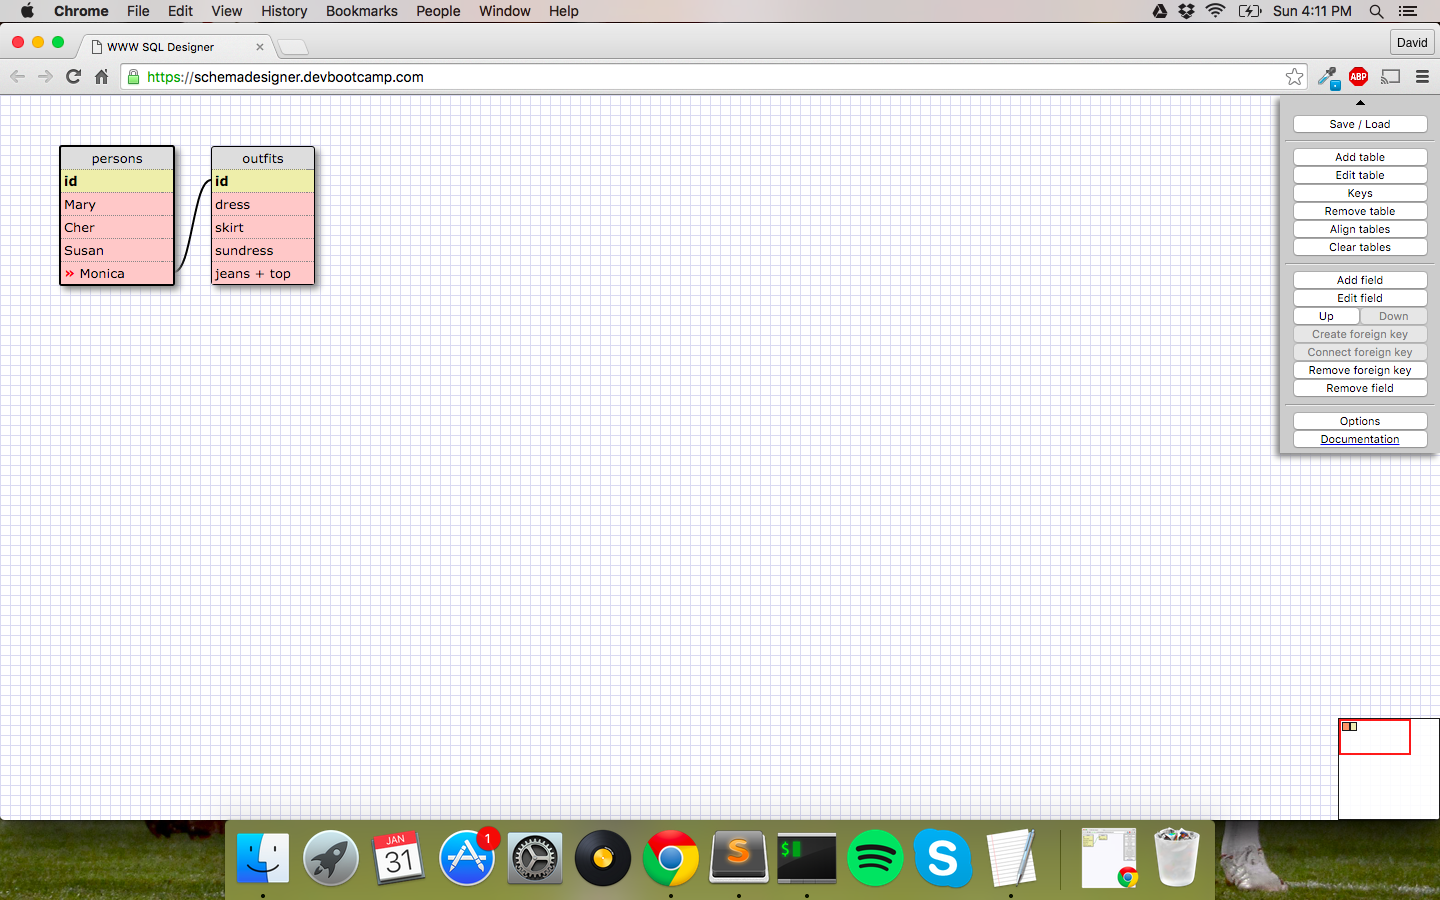 Chrome File Edit View History Bookmarks People Window Help Sun 4:11 PM
WWW SQL Designer
David
https://schemadesigner.devbootcamp.com
ABP
Save / Load
persons
id
Mary
Cher
Susan
» Monica
outfits
id
dress
skirt
sundress
jeans + top
Add table
Edit table
Keys
Remove table
Align tables
Clear tables
Add field
Edit field
Up Down
Create foreign key
Connect foreign key
Remove foreign key
Remove field
Options
Documentation
JAN
31
1
S
$
S